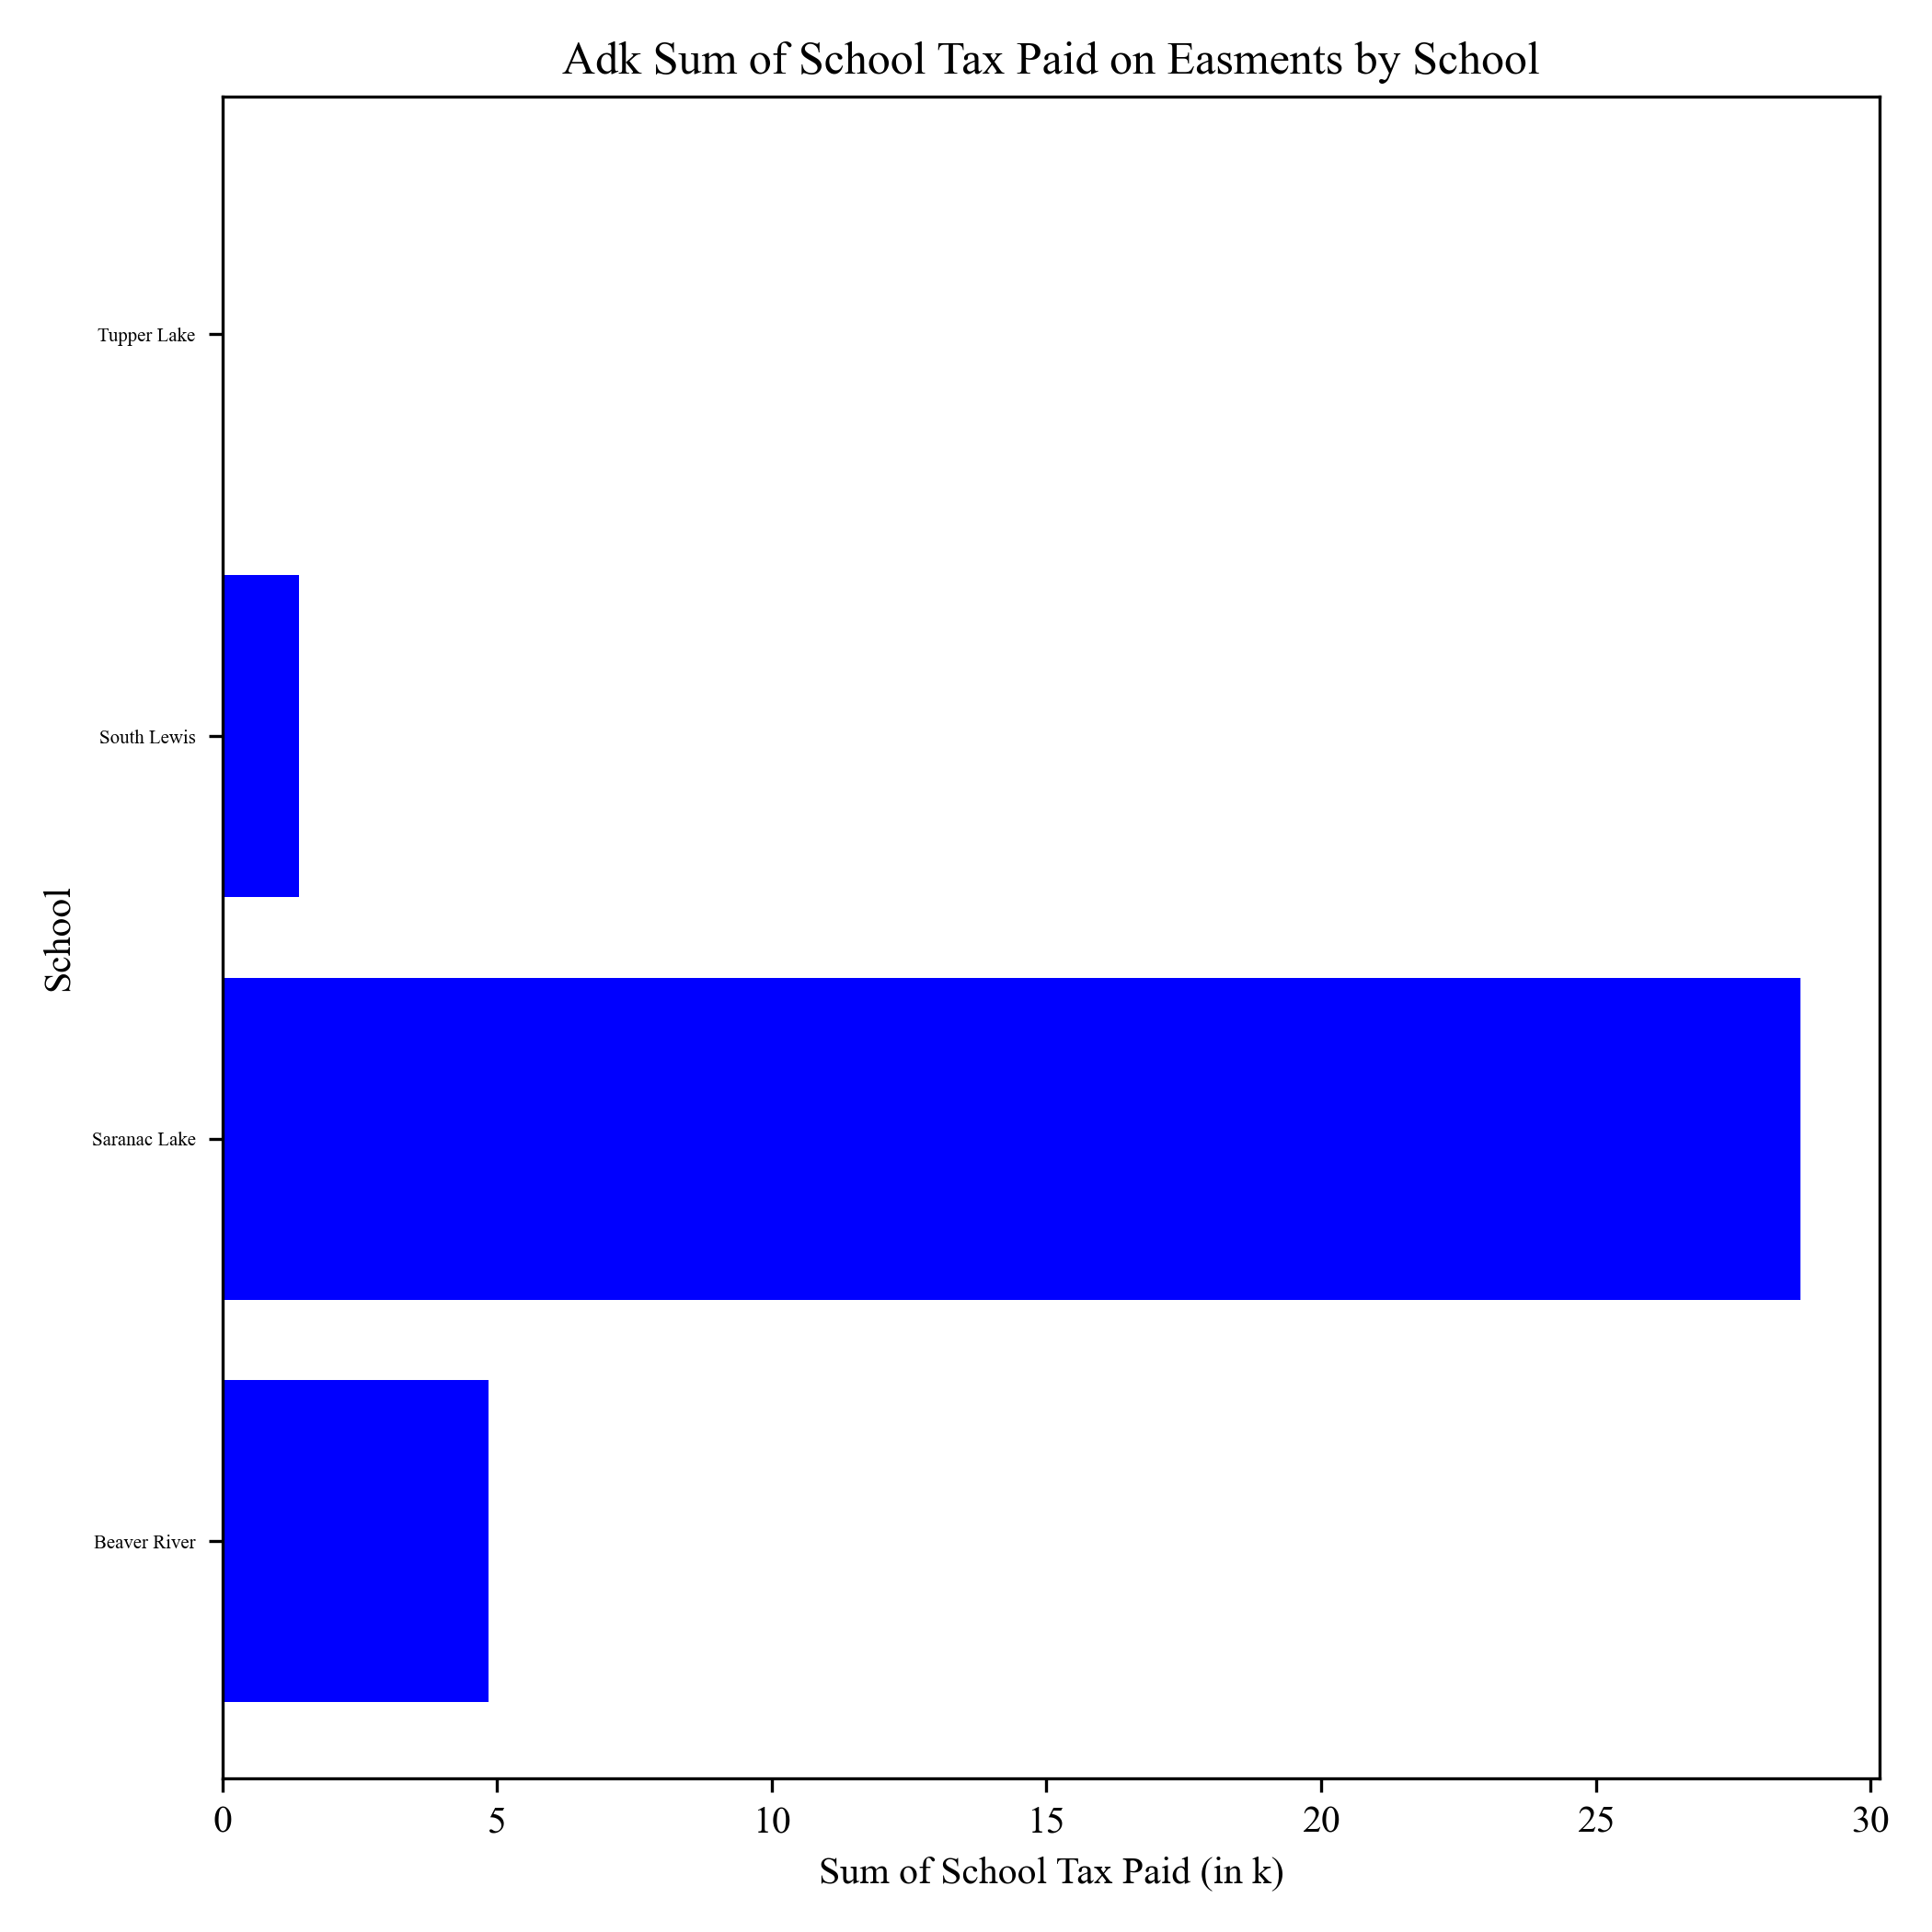 Adk Sum of School Tax Paid on Easments by School
Tupper Lake
South Lewis
School
Saranac Lake
Beaver River
0 5 10 15 20 25 30
Sum of School Tax Paid (in k)